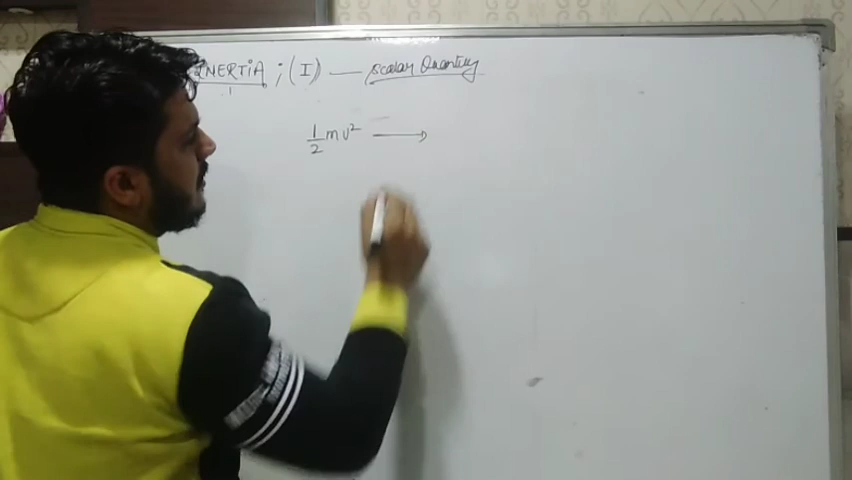 INERTIA ; (I) — Scalar Quantity
1/2 mv² →